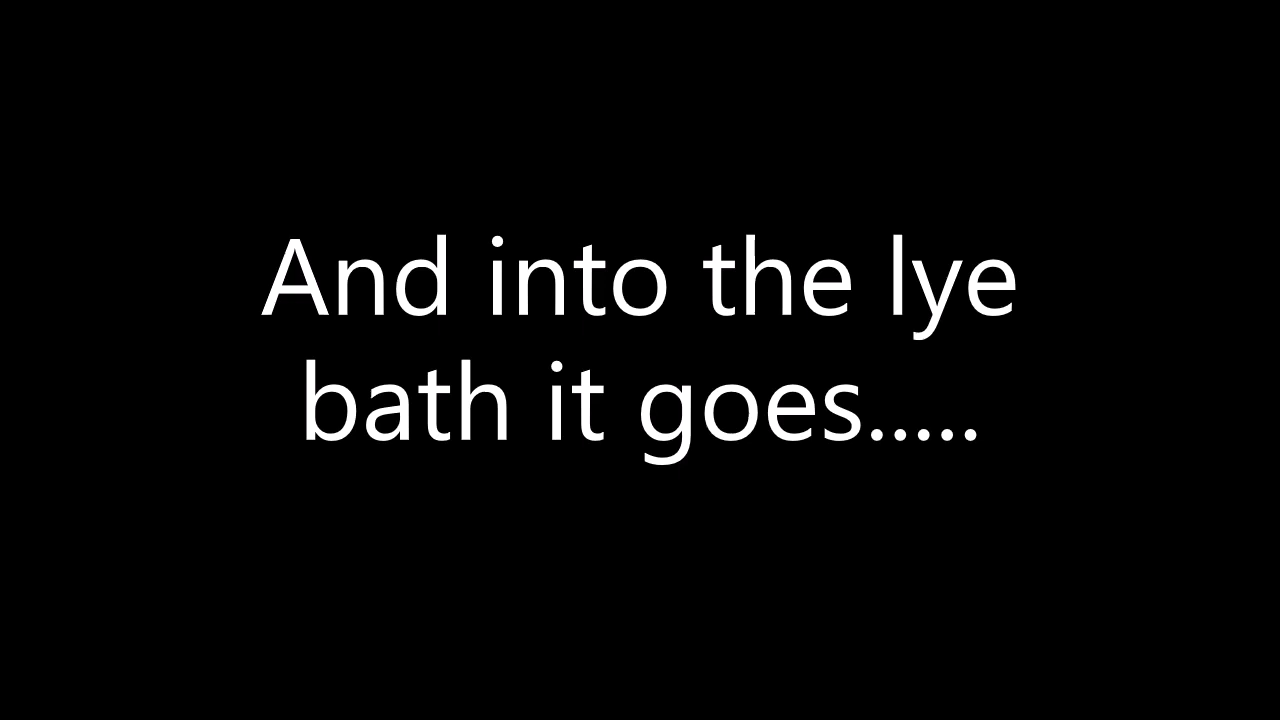 And into the lye
bath it goes.....